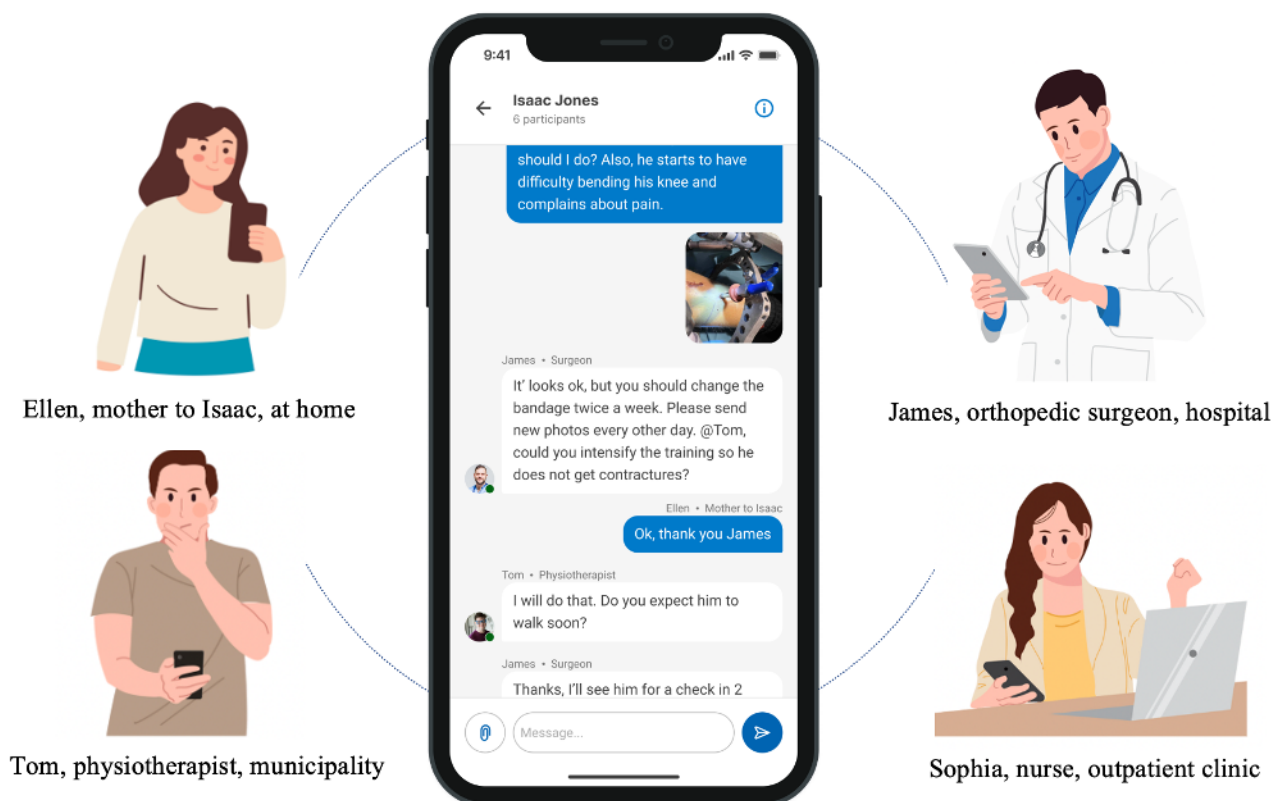 9:41
Isaac Jones
6 participants
should I do? Also, he starts to have
difficulty bending his knee and
complains about pain.
James • Surgeon
It' looks ok, but you should change the
bandage twice a week. Please send
new photos every other day. @Tom,
could you intensify the training so he
does not get contractures?
Ellen • Mother to Isaac
Ok, thank you James
Tom • Physiotherapist
I will do that. Do you expect him to
walk soon?
James • Surgeon
Thanks, I'll see him for a check in 2
Message...
Ellen, mother to Isaac, at home
James, orthopedic surgeon, hospital
Tom, physiotherapist, municipality
Sophia, nurse, outpatient clinic